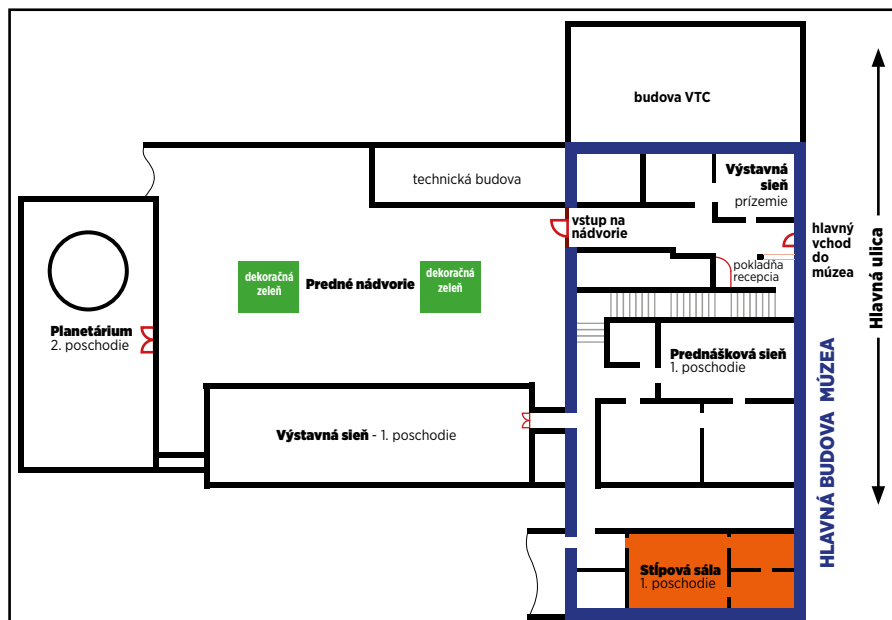 budova VTC
technická budova
Výstavná
sieň
prízemie
vstup na
nádvorie
hlavný
vchod
do
múzea
pokladňa
recepcia
Hlavná ulica
dekoračná
zeleň
Predné nádvorie
dekoračná
zeleň
Planetárium
2. poschodie
Prednášková sieň
1. poschodie
Výstavná sieň - 1. poschodie
HLAVNÁ BUDOVA MÚZEA
Stĺpová sála
1. poschodie